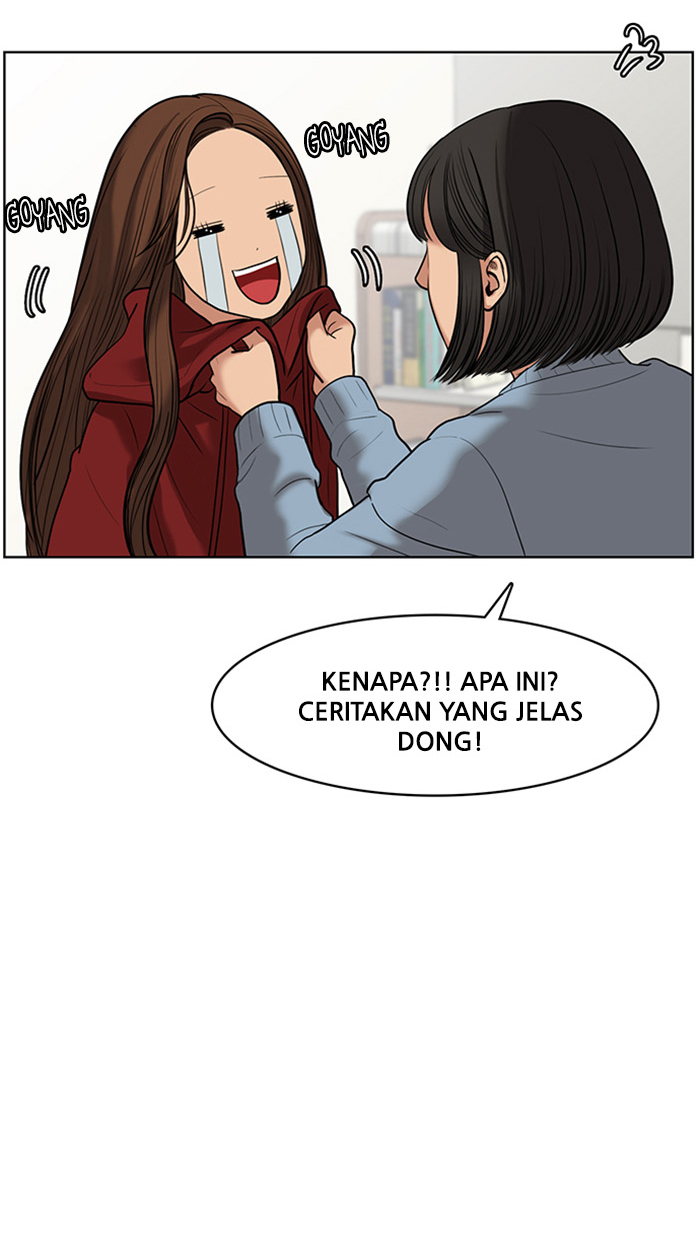 GOYANG
GOYANG
KENAPA?!! APA INI?
CERITAKAN YANG JELAS
DONG!